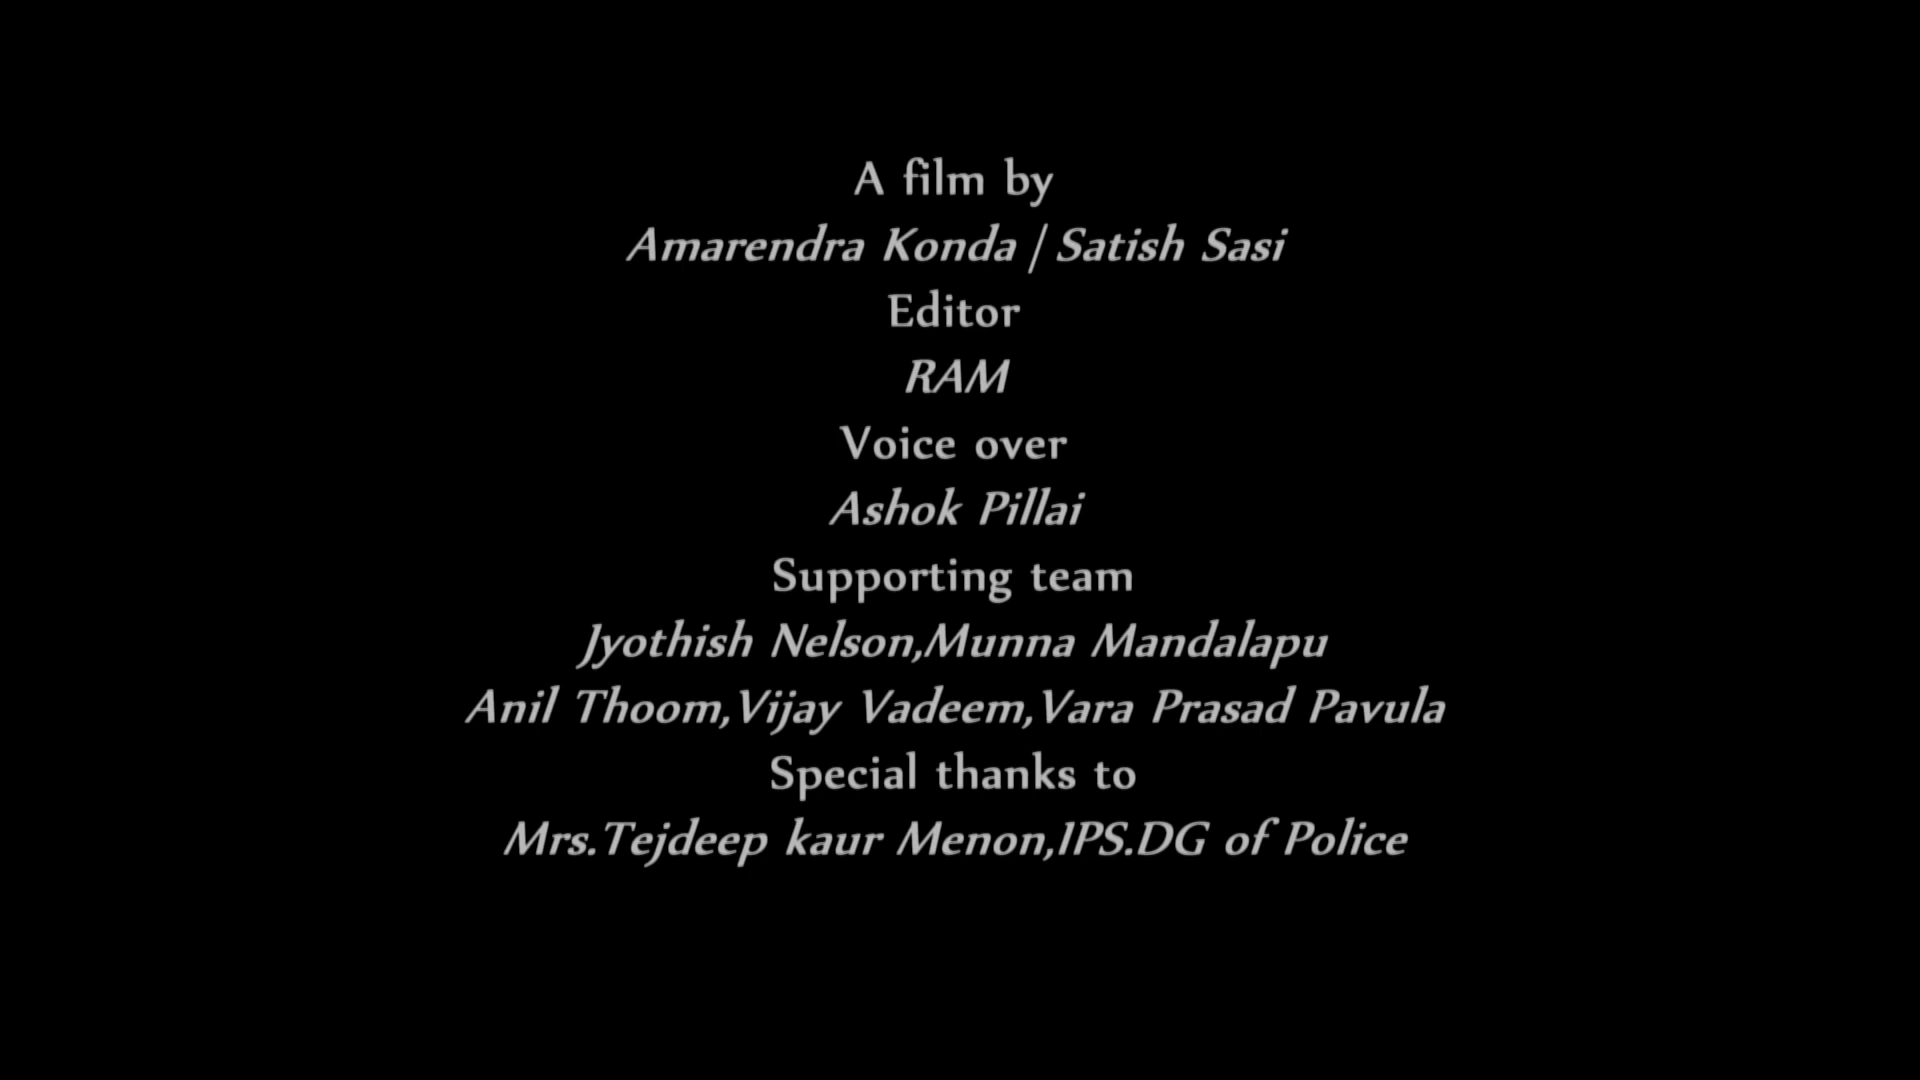 A film by
Amarendra Konda | Satish Sasi
Editor
RAM
Voice over
Ashok Pillai
Supporting team
Jyothish Nelson,Munna Mandalapu
Anil Thoom,Vijay Vadeem,Vara Prasad Pavula
Special thanks to
Mrs.Tejdeep kaur Menon,IPS.DG of Police